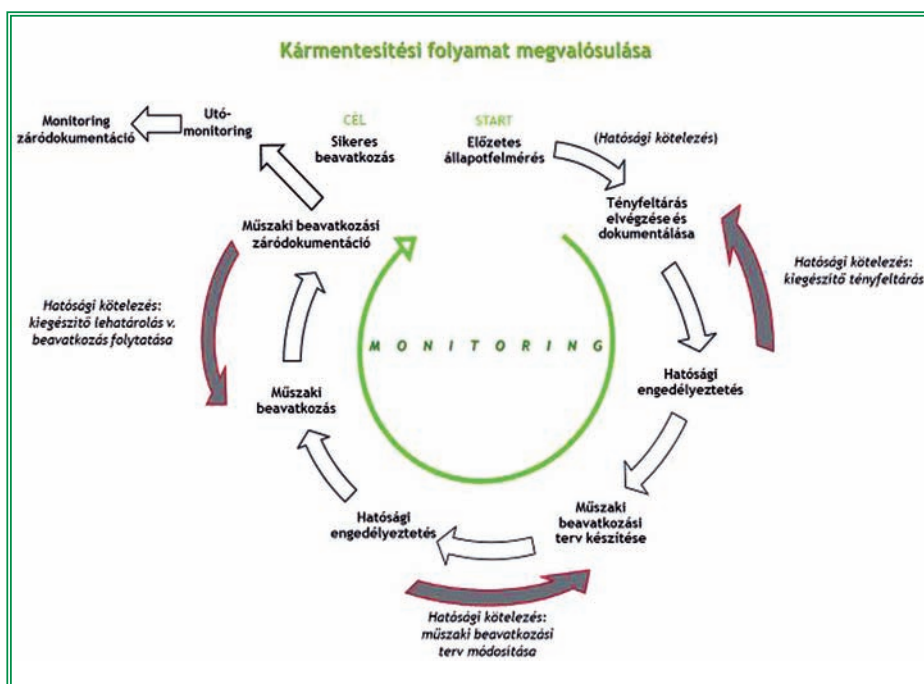 Kármentesítési folyamat megvalósulása
CÉL
Sikeres
beavatkozás
START
Előzetes
állapotfelmérés
(Hatósági kötelezés)
Tényfeltárás
elvégzése és
dokumentálása
Hatósági kötelezés:
kiegészítő tényfeltárás
Hatósági
engedélyeztetés
Műszaki
beavatkozási
terv készítése
Hatósági kötelezés:
műszaki beavatkozási
terv módosítása
Hatósági
engedélyeztetés
Műszaki
beavatkozás
Hatósági kötelezés:
kiegészítő lehatárolás v.
beavatkozás folytatása
Műszaki beavatkozási
záródokumentáció
Utó-
monitoring
Monitoring
záródokumentáció
MONITORING